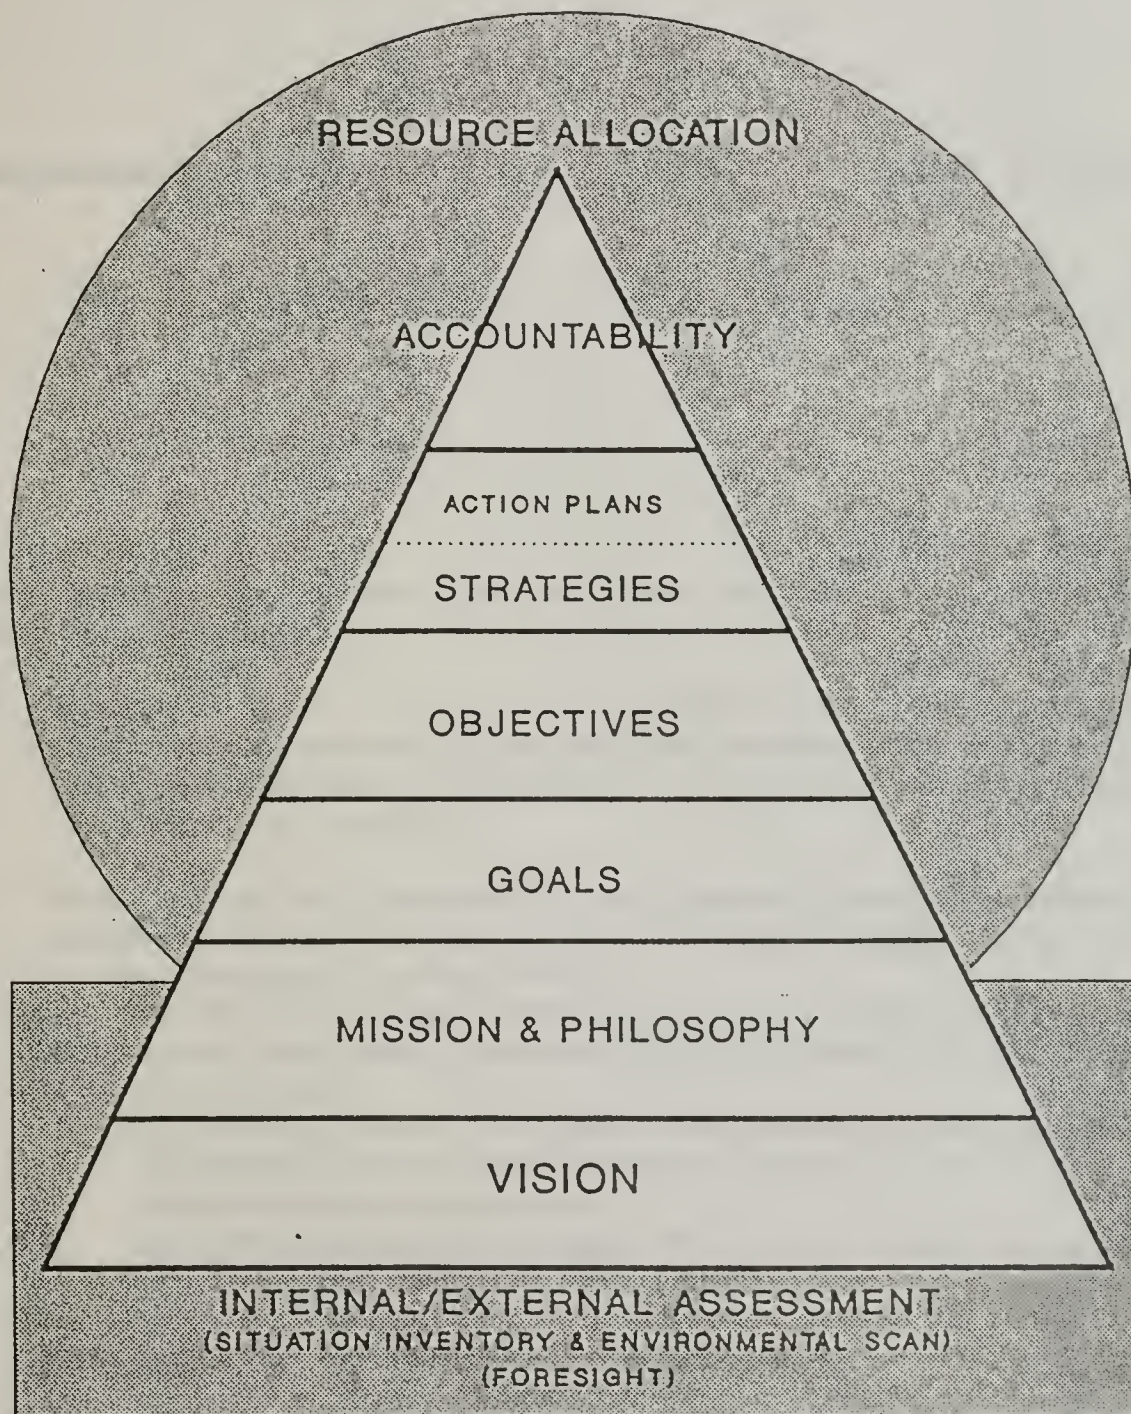 RESOURCE ALLOCATION
ACCOUNTABILITY
ACTION PLANS
STRATEGIES
OBJECTIVES
GOALS
MISSION & PHILOSOPHY
VISION
INTERNAL/EXTERNAL ASSESSMENT
(SITUATION INVENTORY & ENVIRONMENTAL SCAN)
(FORESIGHT)